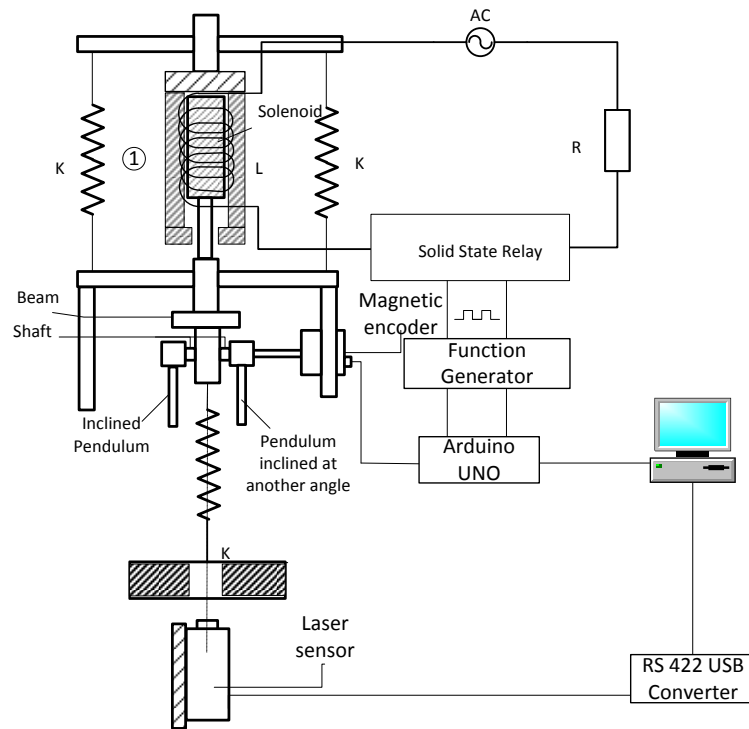 AC
Solenoid
K
①
L
K
R
Solid State Relay
Beam
Magnetic
encoder
Shaft
Function
Generator
Inclined
Pendulum
Pendulum
inclined at
another angle
Arduino
UNO
K
Laser
sensor
RS 422 USB
Converter